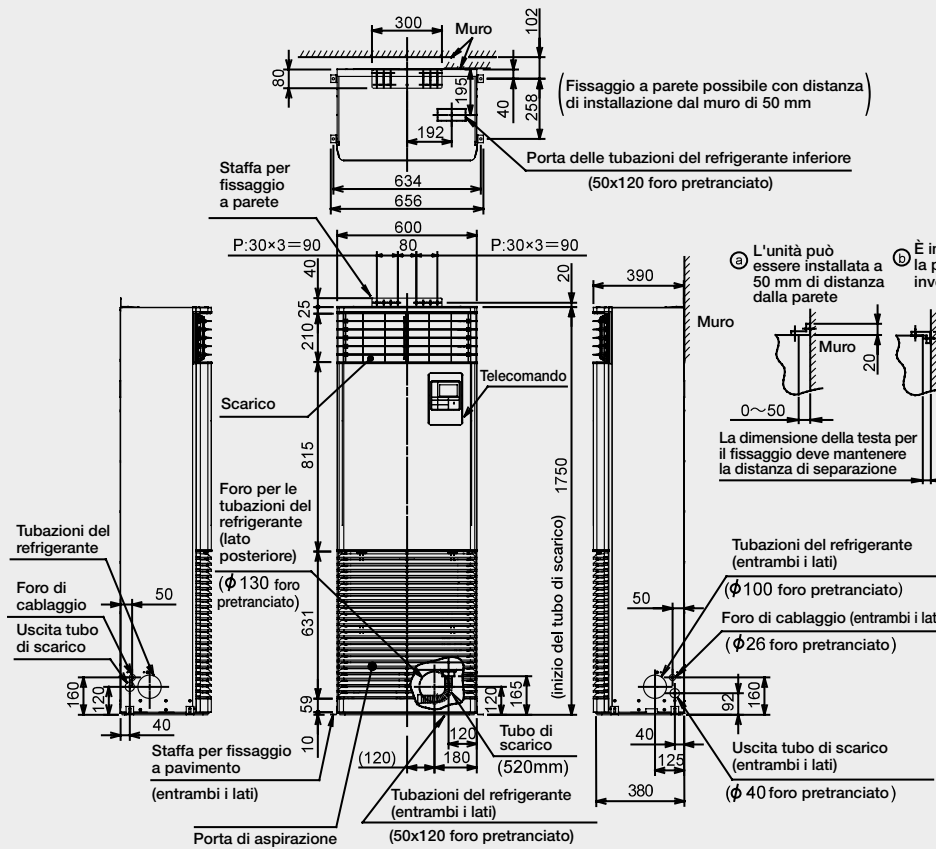 300
Muro
102
80
195
40
258
192
(Fissaggio a parete possibile con distanza
di installazione dal muro di 50 mm)
Porta delle tubazioni del refrigerante inferiore
(50x120 foro pretranciato)
634
656
Staffa per
fissaggio
a parete
600
P:30×3=90
80
P:30×3=90
40
25
20
210
815
631
59
10
Scarico
Telecomando
Foro per le
tubazioni del
refrigerante
(lato
posteriore)
(ϕ130 foro
pretranciato)
1750
(inizio del tubo di scarico)
165
120
120
180
(120)
Tubo di
scarico
(520mm)
Tubazioni del refrigerante
(entrambi i lati)
(50x120 foro pretranciato)
Porta di aspirazione
Staffa per fissaggio
a pavimento
(entrambi i lati)
Tubazioni del
refrigerante
Foro di
cablaggio
Uscita tubo
di scarico
50
160
120
40
390
Muro
a L'unità può
essere installata a
50 mm di distanza
dalla parete
b È in
la p
inv
Muro
20
0～50
La dimensione della testa per
il fissaggio deve mantenere
la distanza di separazione
Tubazioni del refrigerante
(entrambi i lati)
(ϕ100 foro pretranciato)
50
Foro di cablaggio (entrambi i lat
(ϕ26 foro pretranciato)
92
160
40
125
380
Uscita tubo di scarico
(entrambi i lati)
(ϕ40 foro pretranciato)